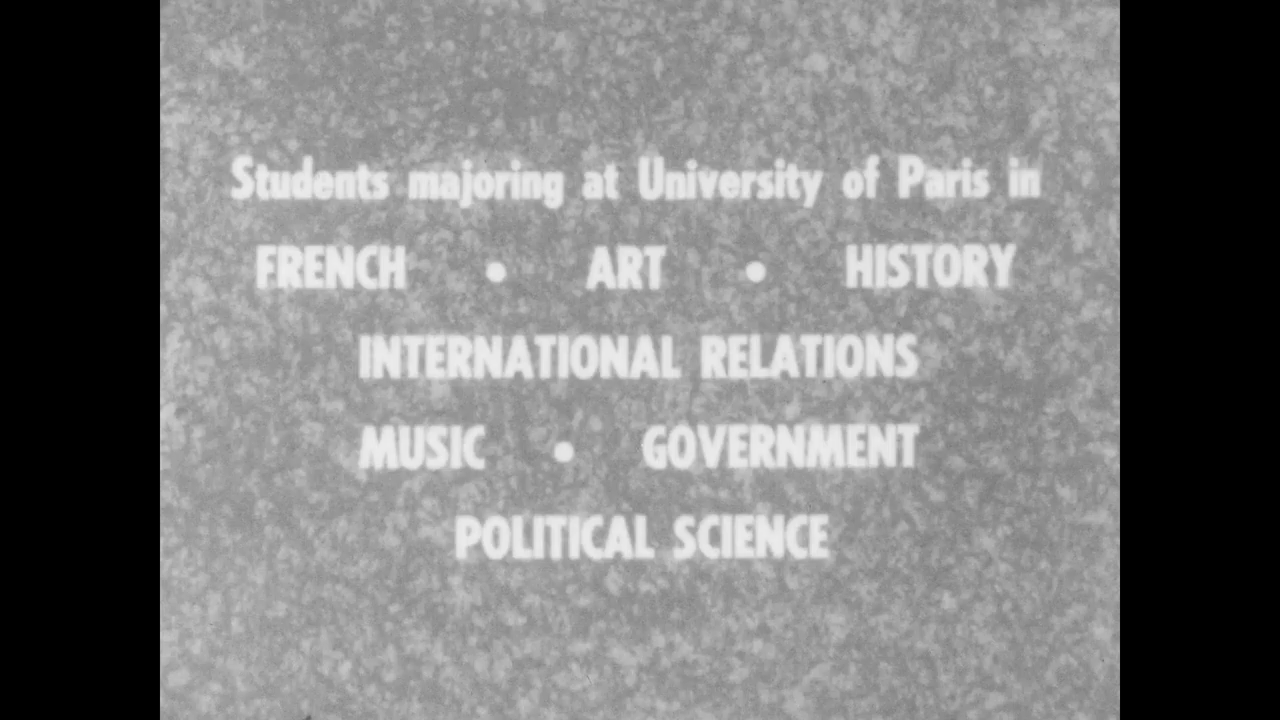 Students majoring at University of Paris in
FRENCH • ART • HISTORY
INTERNATIONAL RELATIONS
MUSIC • GOVERNMENT
POLITICAL SCIENCE